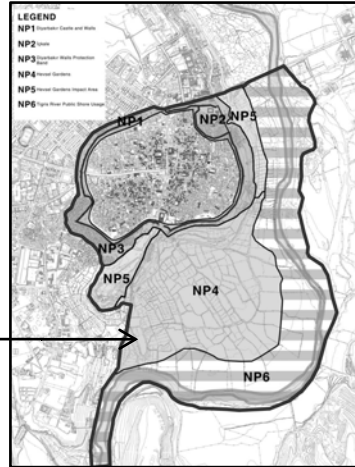 LEGEND
NP1 Diyarbakır Castle and Walls
NP2 İçkale
NP3 Diyarbakır Walls Protection
Band
NP4 Hevsel Gardens
NP5 Hevsel Gardens Impact Area
NP6 Tigris River Public Shore Usage
NP1
NP2
NP5
NP3
NP5
NP4
NP6